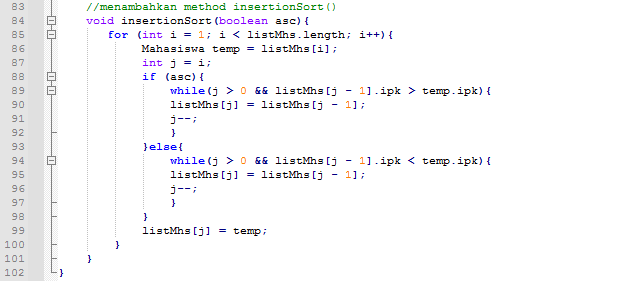 83 //menambahkan method insertionSort()
84 void insertionSort(boolean asc){
85 for (int i = 1; i < listMhs.length; i++){
86 Mahasiswa temp = listMhs[i];
87 int j = i;
88 if (asc){
89 while(j > 0 && listMhs[j - 1].ipk > temp.ipk){
90 listMhs[j] = listMhs[j - 1];
91 j--;
92 }
93 }else{
94 while(j > 0 && listMhs[j - 1].ipk < temp.ipk){
95 listMhs[j] = listMhs[j - 1];
96 j--;
97 }
98 }
99 listMhs[j] = temp;
100 }
101 }
102 }